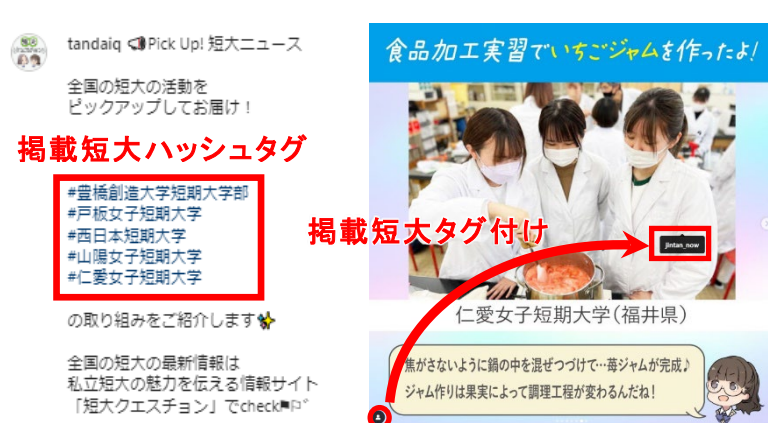 tandaiq 📢Pick Up! 短大ニュース
全国の短大の活動を
ピックアップしてお届け！
掲載短大ハッシュタグ
#豊橋創造大学短期大学部
#戸板女子短期大学
#西日本短期大学
#山陽女子短期大学
#仁愛女子短期大学
の取り組みをご紹介します✨
全国の短大の最新情報は
私立短大の魅力を伝える情報サイト
「短大クエスチョン」でcheck⚑⚐ﾞ
食品加工実習でいちごジャムを作ったよ！
掲載短大タグ付け
jintan_now
仁愛女子短期大学（福井県）
焦がさないように鍋の中を混ぜつづけて…苺ジャムが完成♪
ジャム作りは果実によって調理工程が変わるんだね！